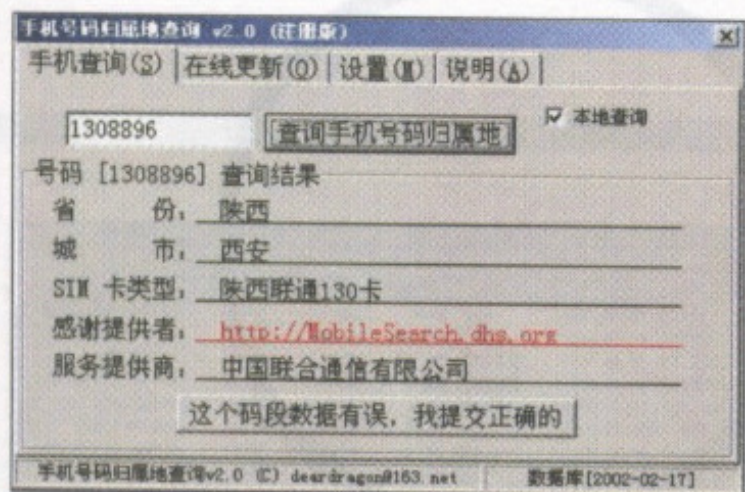 手机号码归属地查询 v2.0 (注册版)
手机查询(S) 在线更新(O) 设置(M) 说明(A)
1308896 查询手机号码归属地 本地查询
号码 [1308896] 查询结果
省 份: 陕西
城 市: 西安
SIM 卡类型: 陕西联通130卡
感谢提供者: http://MobileSearch.dhs.org
服务提供商: 中国联合通信有限公司
这个码段数据有误, 我提交正确的
手机号码归属地查询v2.0 (C) deardragon@163.net 数据库[2002-02-17]